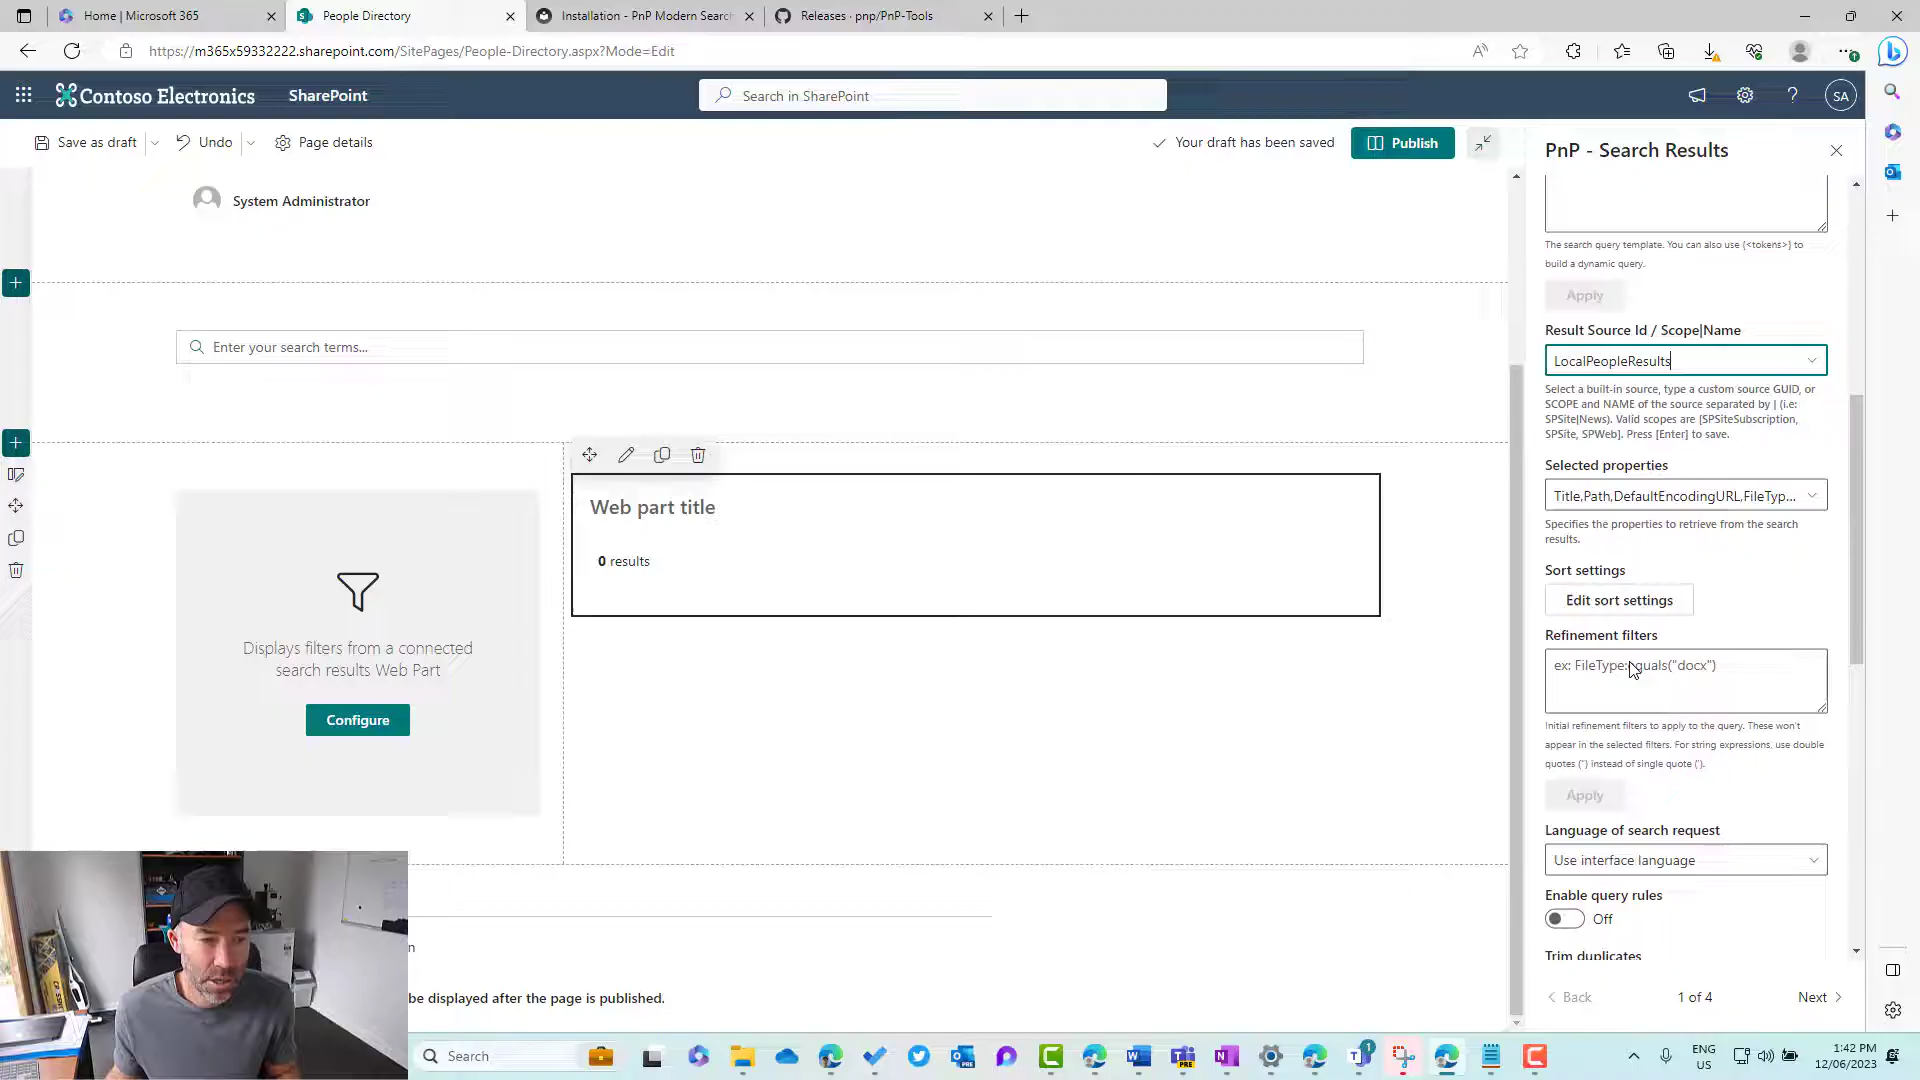 Home | Microsoft 365
People Directory
Installation - PnP Modern Searc
Releases · pnp/PnP-Tools
https://m365x59332222.sharepoint.com/SitePages/People-Directory.aspx?Mode=Edit
Contoso Electronics
SharePoint
Search in SharePoint
SA
Save as draft
Undo
Page details
Your draft has been saved
Publish
System Administrator
Enter your search terms...
Web part title
0 results
Displays filters from a connected
search results Web Part
Configure
n
be displayed after the page is published.
PnP - Search Results
The search query template. You can also use {<tokens>} to
build a dynamic query.
Apply
Result Source Id / Scope|Name
LocalPeopleResults
Select a built-in source, type a custom source GUID, or
SCOPE and NAME of the source separated by | (i.e:
SPSite|News). Valid scopes are [SPSiteSubscription,
SPSite, SPWeb]. Press [Enter] to save.
Selected properties
Title,Path,DefaultEncodingURL,FileTyp...
Specifies the properties to retrieve from the search
results.
Sort settings
Edit sort settings
Refinement filters
ex: FileType:equals("docx")
Initial refinement filters to apply to the query. These won't
appear in the selected filters. For string expressions, use double
quotes (") instead of single quote (').
Apply
Language of search request
Use interface language
Enable query rules
Off
Trim duplicates
Back
1 of 4
Next
Search
ENG
US
1:42 PM
12/06/2023